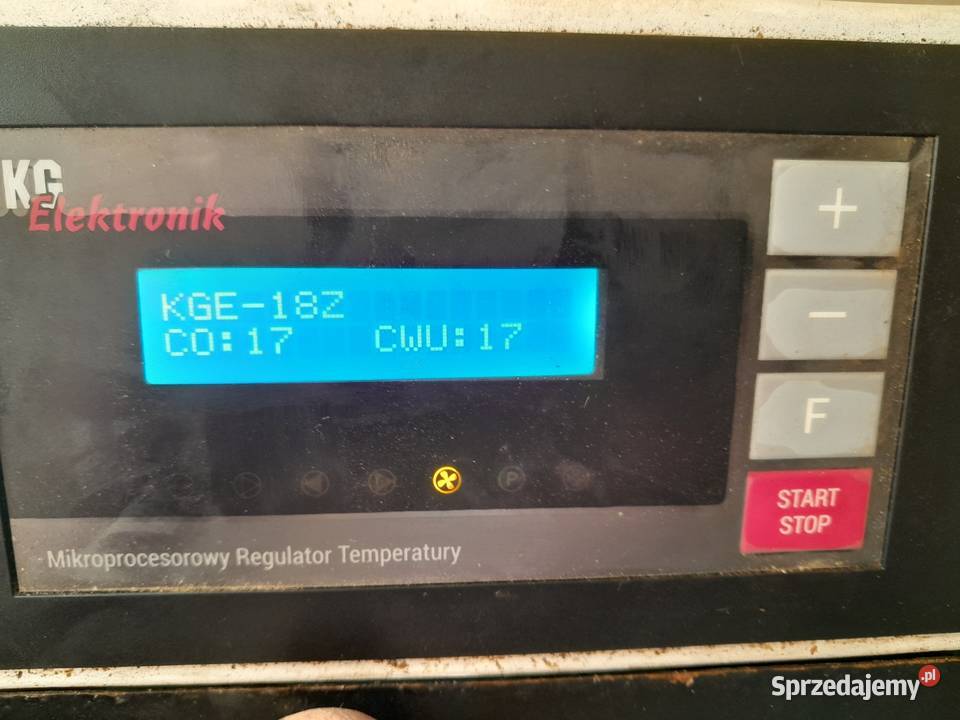 KG
Elektronik
KGE-18Z
CO:17 CWU:17
+
−
F
START
STOP
P
Mikroprocesorowy Regulator Temperatury
Sprzedajemy.pl